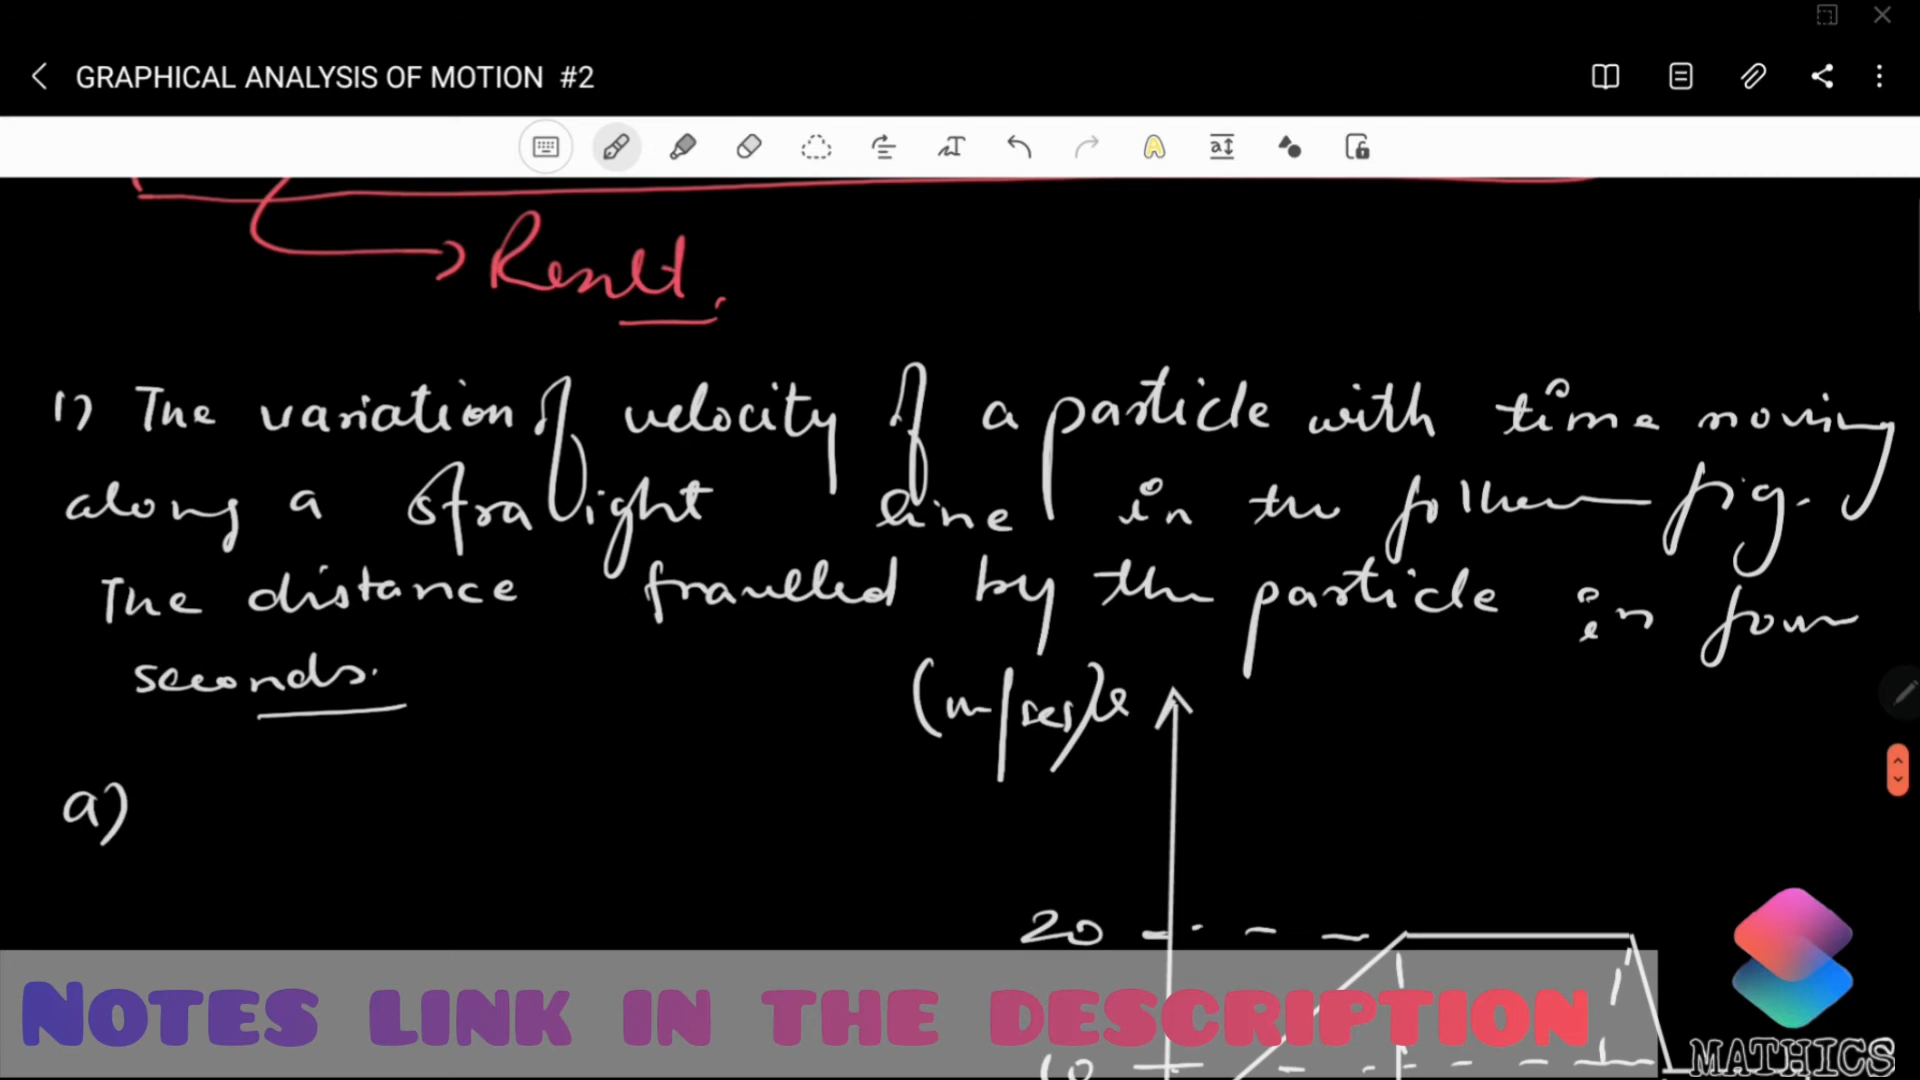 GRAPHICAL ANALYSIS OF MOTION #2
Result.
1) The variation of velocity of a particle with time moving
along a straight line in the follow fig.
The distance travelled by the particle in four
seconds.
(m/sec)
a)
20
NOTES LINK IN THE DESCRIPTION
10
MATHICS